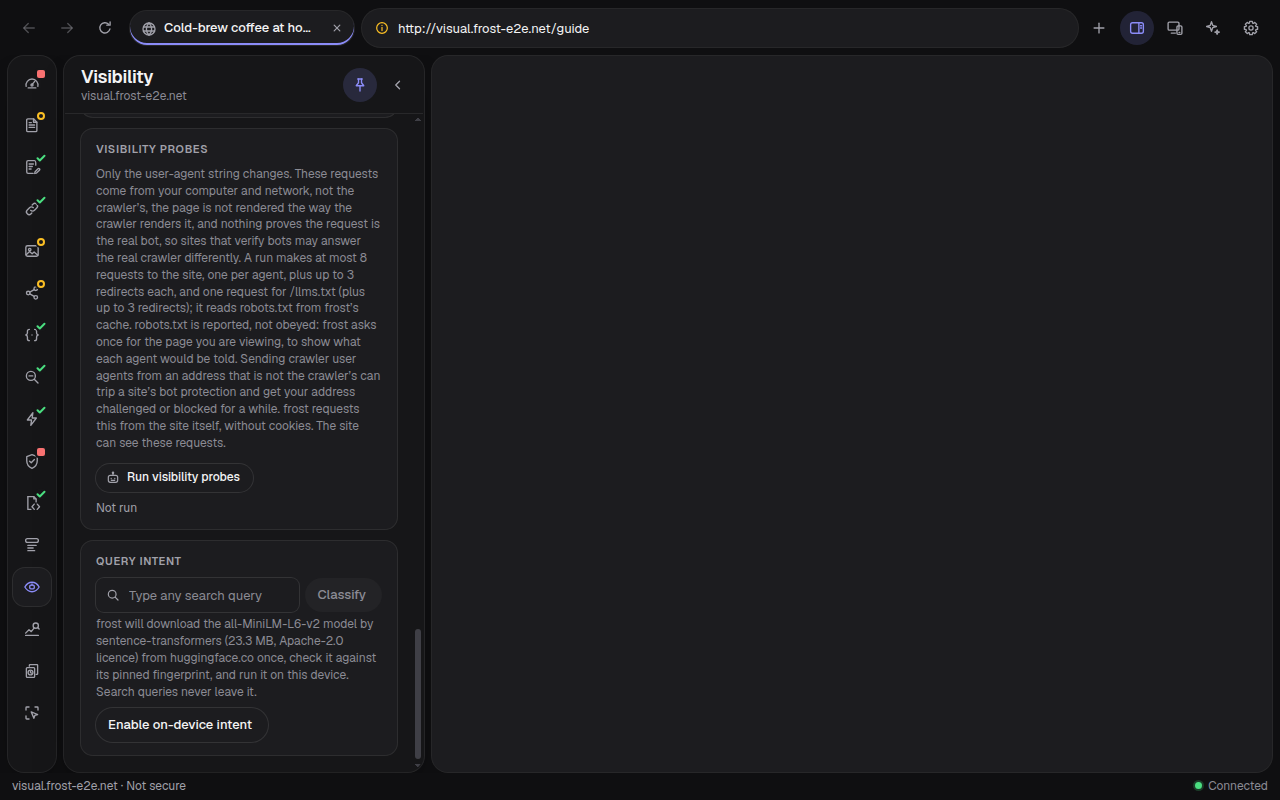 Cold-brew coffee at ho...
http://visual.frost-e2e.net/guide
Visibility
visual.frost-e2e.net
VISIBILITY PROBES
Only the user-agent string changes. These requests
come from your computer and network, not the
crawler's, the page is not rendered the way the
crawler renders it, and nothing proves the request is
the real bot, so sites that verify bots may answer
the real crawler differently. A run makes at most 8
requests to the site, one per agent, plus up to 3
redirects each, and one request for /llms.txt (plus
up to 3 redirects); it reads robots.txt from frost's
cache. robots.txt is reported, not obeyed: frost asks
once for the page you are viewing, to show what
each agent would be told. Sending crawler user
agents from an address that is not the crawler's can
trip a site's bot protection and get your address
challenged or blocked for a while. frost requests
this from the site itself, without cookies. The site
can see these requests.
Run visibility probes
Not run
QUERY INTENT
Type any search query
Classify
frost will download the all-MiniLM-L6-v2 model by
sentence-transformers (23.3 MB, Apache-2.0
licence) from huggingface.co once, check it against
its pinned fingerprint, and run it on this device.
Search queries never leave it.
Enable on-device intent
visual.frost-e2e.net · Not secure
Connected